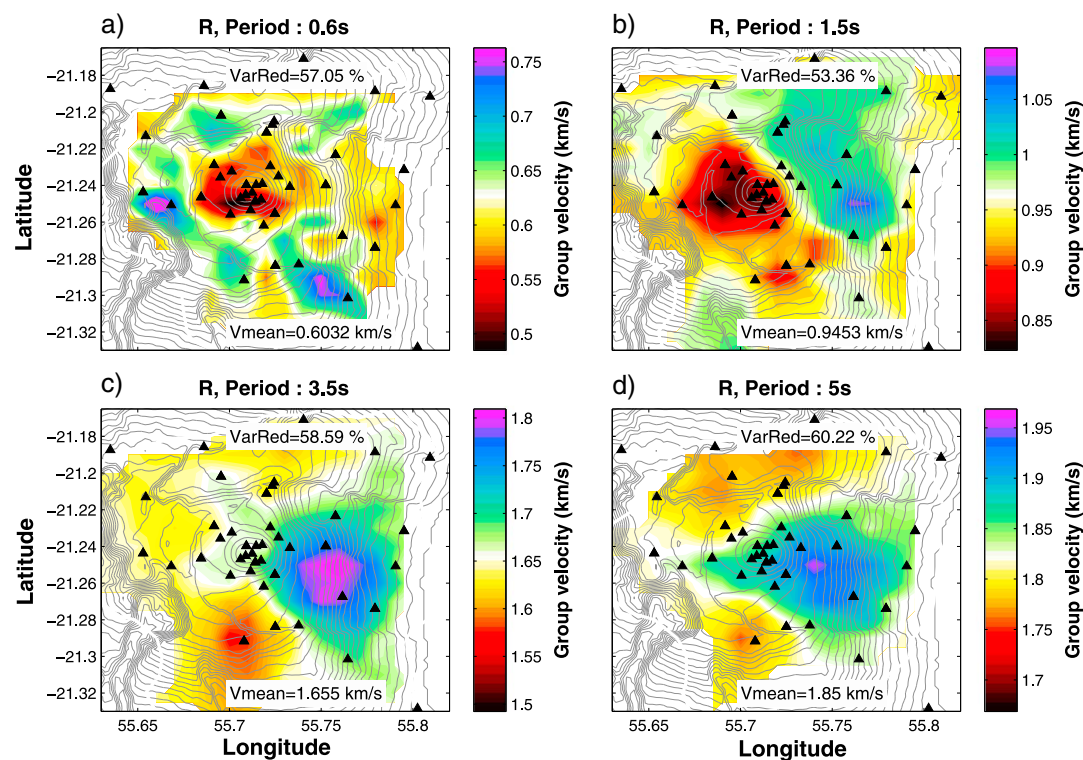 a)
R, Period : 0.6s
VarRed=57.05 %
Vmean=0.6032 km/s
Latitude
−21.18
−21.2
−21.22
−21.24
−21.26
−21.28
−21.3
−21.32
0.75
0.7
0.65
0.6
0.55
0.5
Group velocity (km/s)
b)
R, Period : 1.5s
VarRed=53.36 %
Vmean=0.9453 km/s
1.05
1
0.95
0.9
0.85
Group velocity (km/s)
c)
R, Period : 3.5s
VarRed=58.59 %
Vmean=1.655 km/s
Latitude
−21.18
−21.2
−21.22
−21.24
−21.26
−21.28
−21.3
−21.32
55.65
55.7
55.75
55.8
Longitude
1.8
1.75
1.7
1.65
1.6
1.55
1.5
Group velocity (km/s)
d)
R, Period : 5s
VarRed=60.22 %
Vmean=1.85 km/s
55.65
55.7
55.75
55.8
Longitude
1.95
1.9
1.85
1.8
1.75
1.7
Group velocity (km/s)